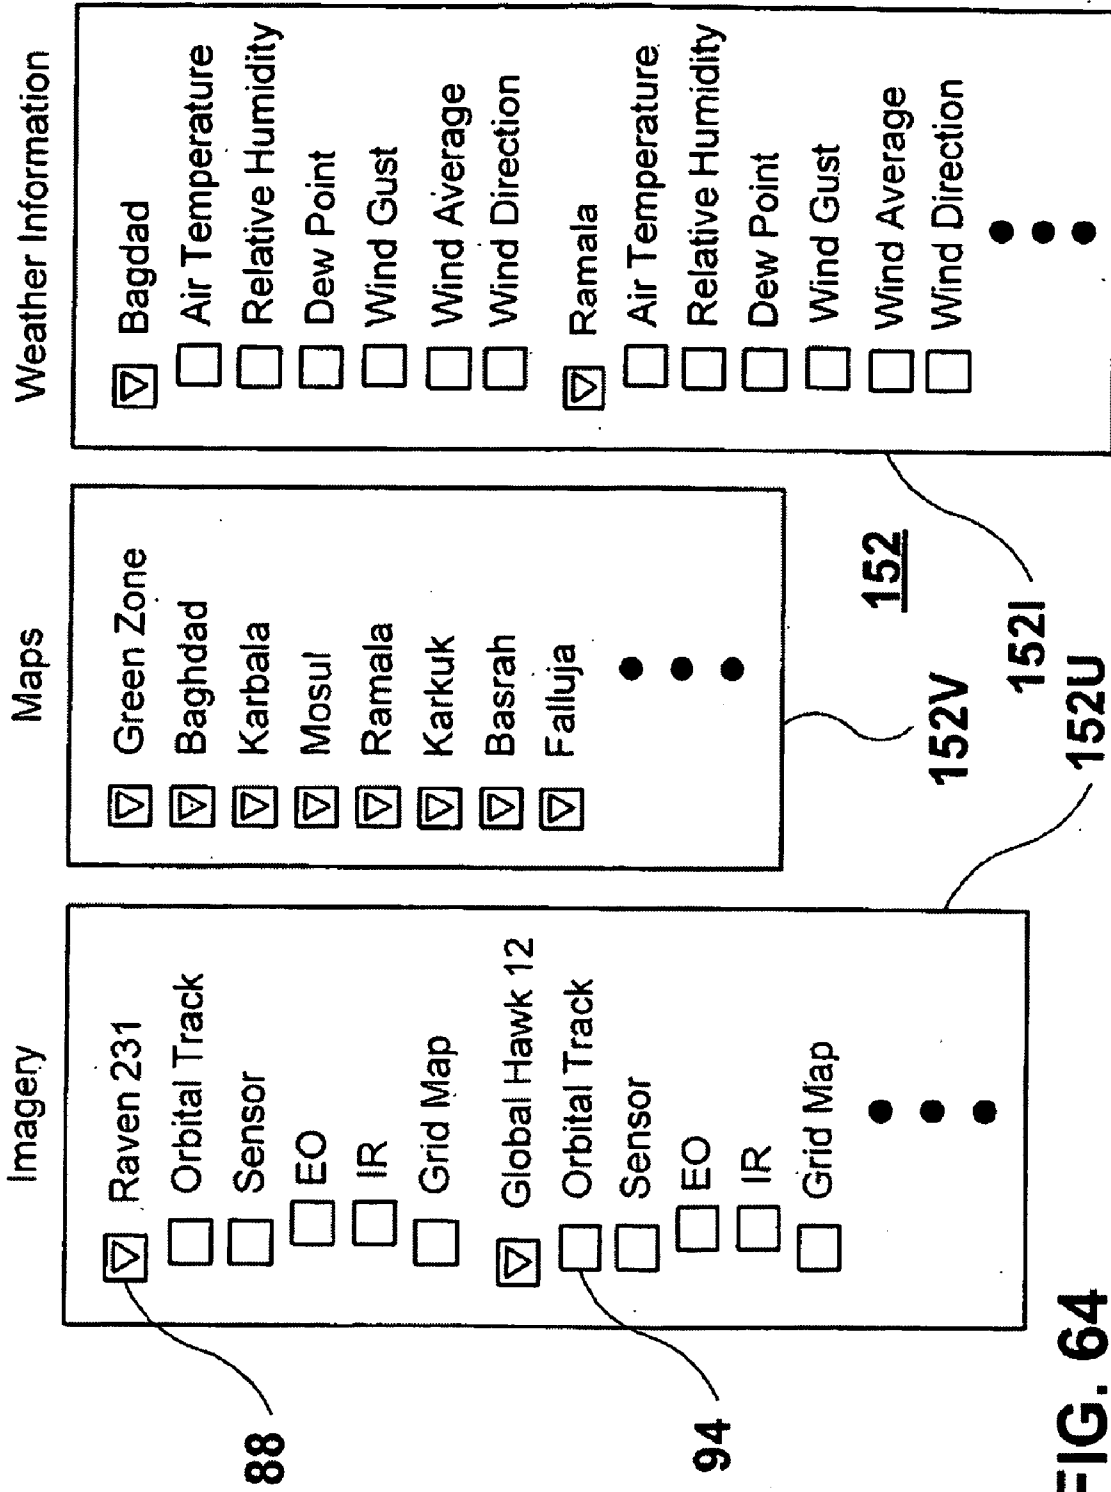 Imagery
Raven 231
Orbital Track
Sensor
EO
IR
Grid Map
Global Hawk 12
Orbital Track
Sensor
EO
IR
Grid Map
Maps
Green Zone
Baghdad
Karbala
Mosul
Ramala
Karkuk
Basrah
Falluja
Weather Information
Bagdad
Air Temperature
Relative Humidity
Dew Point
Wind Gust
Wind Average
Wind Direction
Ramala
Air Temperature
Relative Humidity
Dew Point
Wind Gust
Wind Average
Wind Direction
88
94
152
152V
152I
152U
FIG. 64